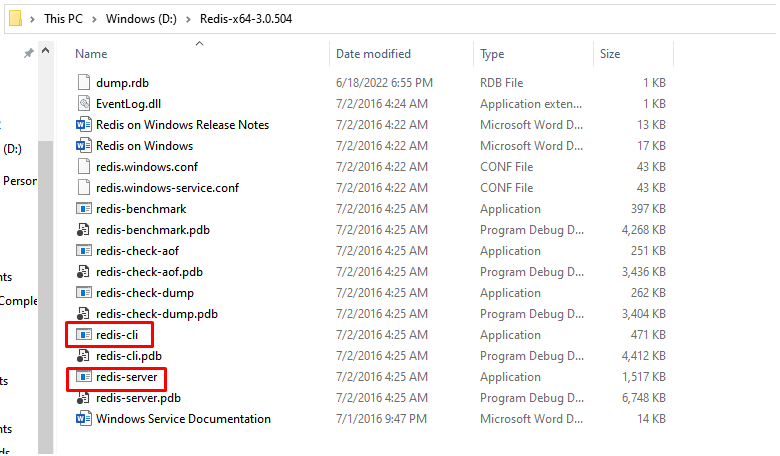 This PC > Windows (D:) > Redis-x64-3.0.504
Name Date modified Type Size
dump.rdb 6/18/2022 6:55 PM RDB File 1 KB
EventLog.dll 7/2/2016 4:24 AM Application exten... 1 KB
Redis on Windows Release Notes 7/2/2016 4:22 AM Microsoft Word D... 13 KB
(D:) Redis on Windows 7/2/2016 4:22 AM Microsoft Word D... 17 KB
redis.windows.conf 7/2/2016 4:22 AM CONF File 43 KB
Person redis.windows-service.conf 7/2/2016 4:22 AM CONF File 43 KB
redis-benchmark 7/2/2016 4:25 AM Application 397 KB
redis-benchmark.pdb 7/2/2016 4:25 AM Program Debug D... 4,268 KB
redis-check-aof 7/2/2016 4:25 AM Application 251 KB
nts redis-check-aof.pdb 7/2/2016 4:25 AM Program Debug D... 3,436 KB
Comple redis-check-dump 7/2/2016 4:25 AM Application 262 KB
redis-check-dump.pdb 7/2/2016 4:25 AM Program Debug D... 3,404 KB
redis-cli 7/2/2016 4:25 AM Application 471 KB
redis-cli.pdb 7/2/2016 4:25 AM Program Debug D... 4,412 KB
ts redis-server 7/2/2016 4:25 AM Application 1,517 KB
redis-server.pdb 7/2/2016 4:25 AM Program Debug D... 6,748 KB
nts Windows Service Documentation 7/1/2016 9:47 PM Microsoft Word D... 14 KB
ds